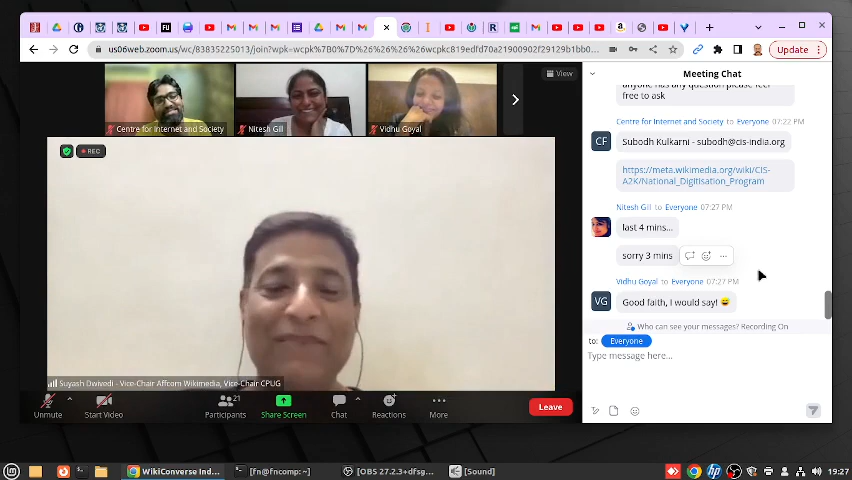 us06web.zoom.us/wc/83835225013/join?wpk=wcpk%0D%26%26%26%26wcpkc819edfd70a21900902f29129b1bb0...
Update
View
Centre for Internet and Society
Nitesh Gill
Vidhu Goyal
REC
Suyash Dwivedi - Vice-Chair Affcom Wikimedia, Vice-Chair CPUG
Unmute
Start Video
21
Participants
Share Screen
Chat
Reactions
More
Leave
Meeting Chat
anyone has any question please feel
free to ask
Centre for Internet and Society to Everyone 07:22 PM
CF
Subodh Kulkarni - subodh@cis-india.org
https://meta.wikimedia.org/wiki/CIS-
A2K/National_Digitisation_Program
Nitesh Gill to Everyone 07:27 PM
last 4 mins...
sorry 3 mins
Vidhu Goyal to Everyone 07:27 PM
VG
Good faith, I would say! 😅
Who can see your messages? Recording On
to: Everyone
Type message here...
WikiConverse Ind...
[fn@fncomp:~]
[OBS 27.2.3+dfsg...
[Sound]
19:27